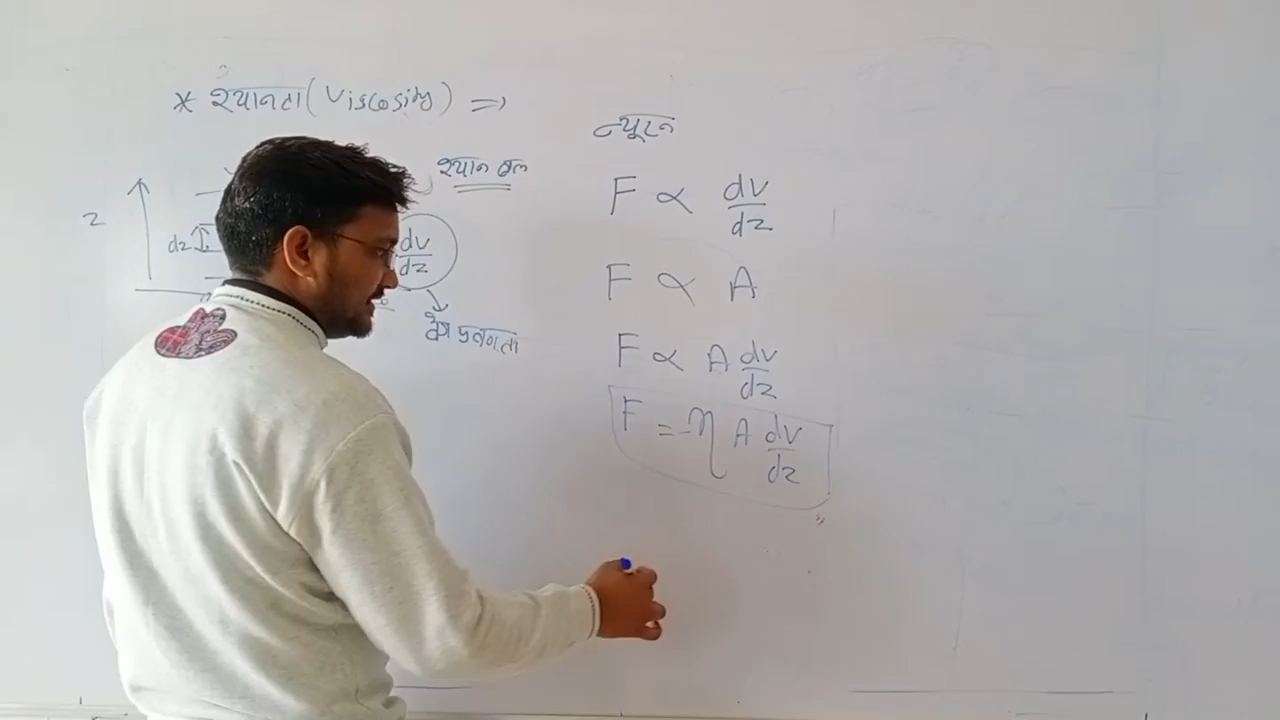 * श्यानता (Viscosity) =>
श्यान बल
z
dz
dv
dz
वेग प्रवणता
न्यूटन
F ∝ dv/dz
F ∝ A
F ∝ A dv/dz
F = -η A dv/dz